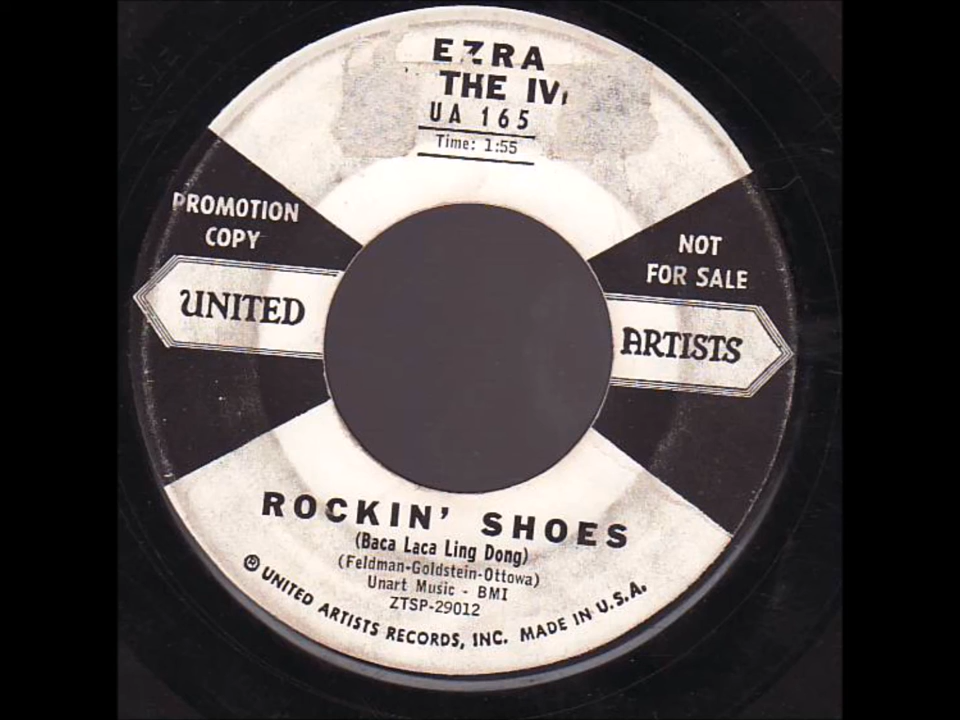 EZRA
THE IV
UA 165
Time: 1:55
PROMOTION
COPY
NOT
FOR SALE
UNITED
ARTISTS
ROCKIN' SHOES
(Baca Laca Ling Dong)
(Feldman-Goldstein-Ottowa)
Unart Music - BMI
ZTSP-29012
® UNITED ARTISTS RECORDS, INC. MADE IN U.S.A.